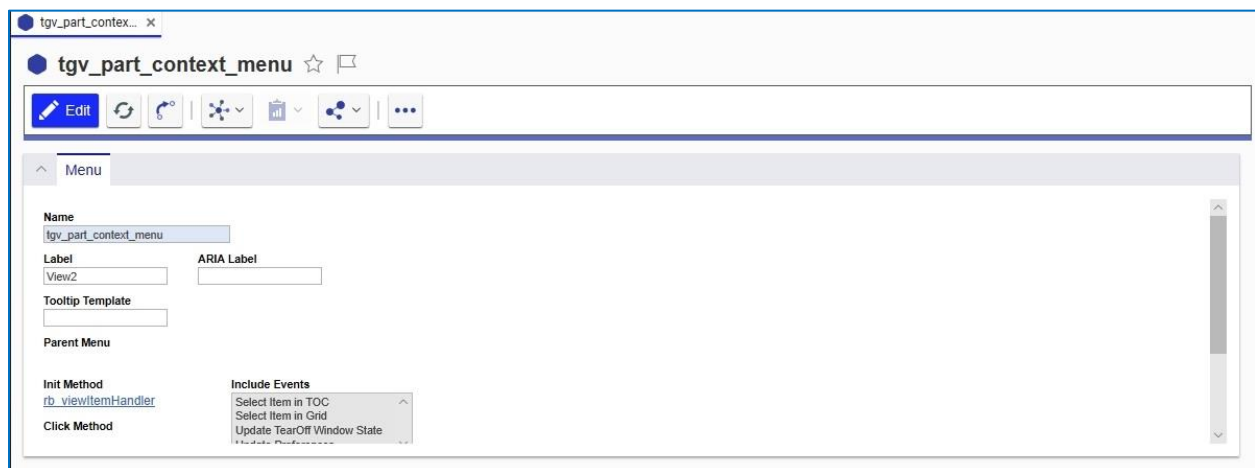 tgv_part_contex...
tgv_part_context_menu
Edit
Menu
Name
tgv_part_context_menu
Label ARIA Label
View2
Tooltip Template
Parent Menu
Init Method Include Events
rb_viewItemHandler Select Item in TOC
Select Item in Grid
Click Method Update TearOff Window State